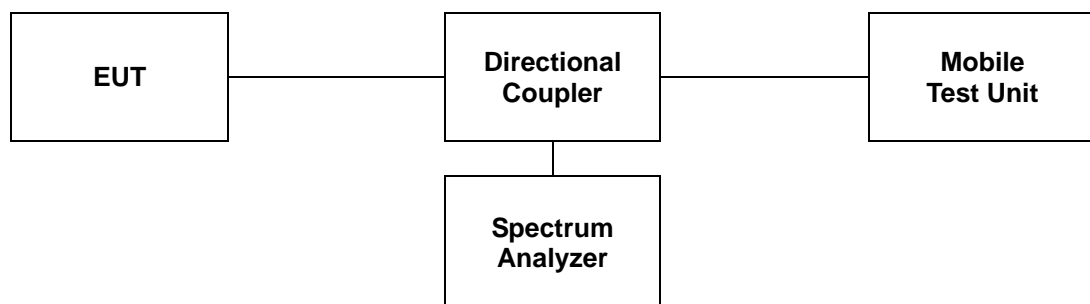 EUT
Directional
Coupler
Mobile
Test Unit
Spectrum
Analyzer